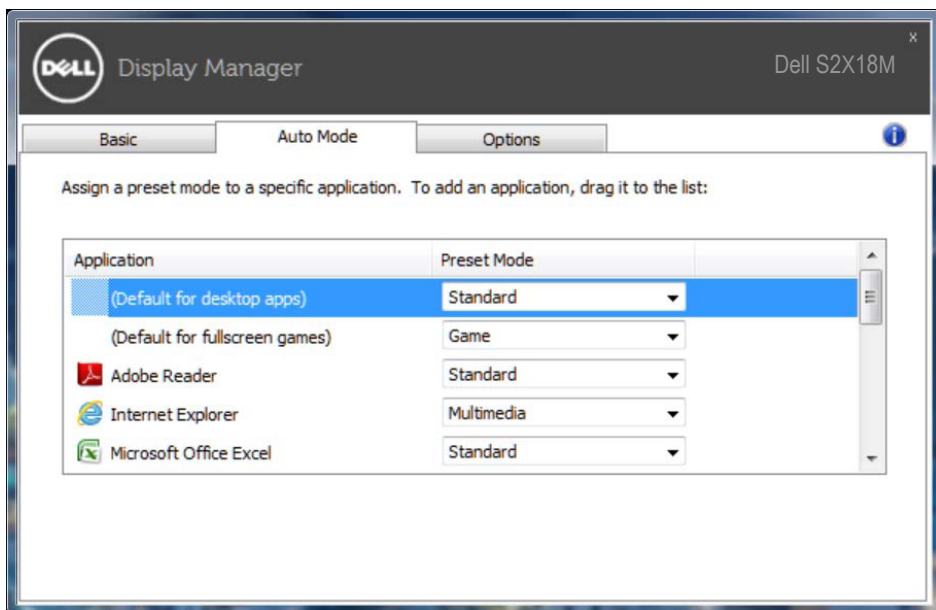 DELL Display Manager Dell S2X18M
x
Basic Auto Mode Options
Assign a preset mode to a specific application. To add an application, drag it to the list:
Application Preset Mode
(Default for desktop apps) Standard
(Default for fullscreen games) Game
Adobe Reader Standard
Internet Explorer Multimedia
Microsoft Office Excel Standard